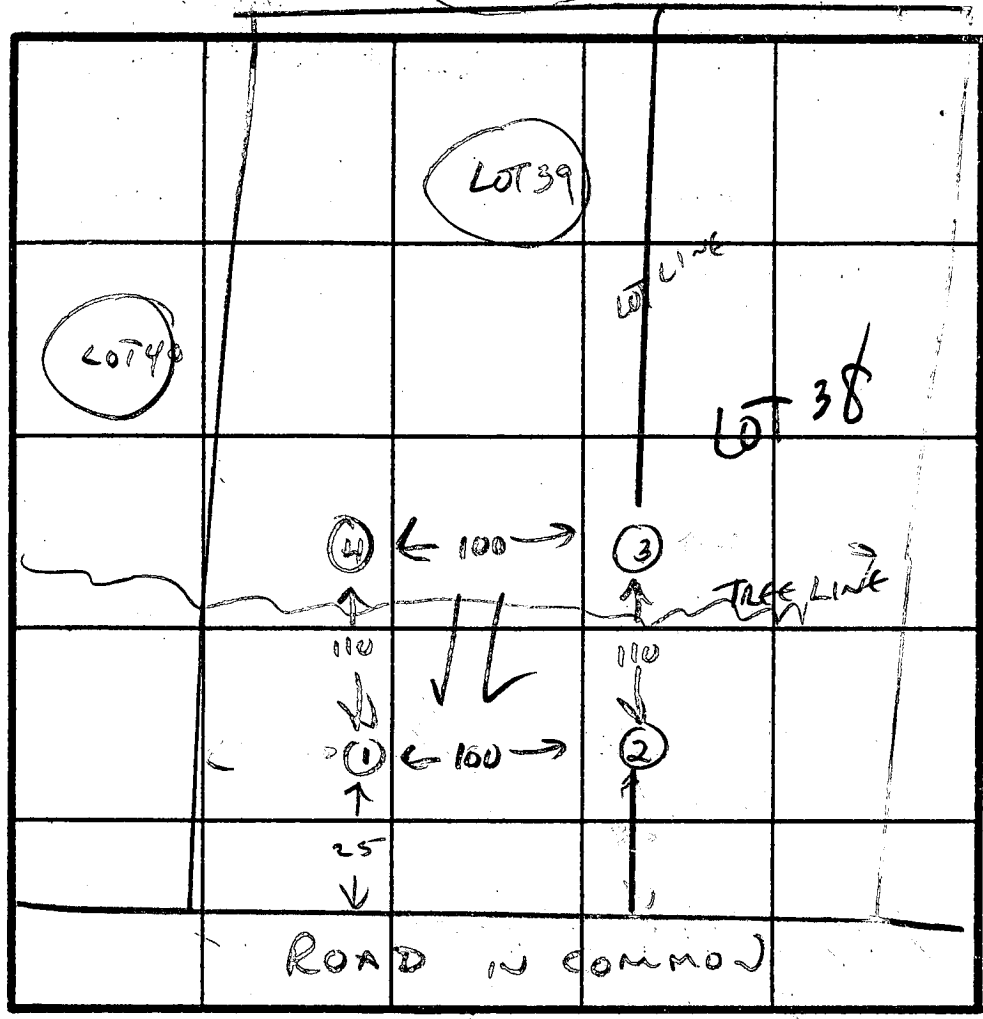 LOT 39
LOT LINE
LOT 40
LOT 38
4 ← 100 → 3
TREE LINE
110 110
1 ← 100 → 2
25
ROAD IN COMMON